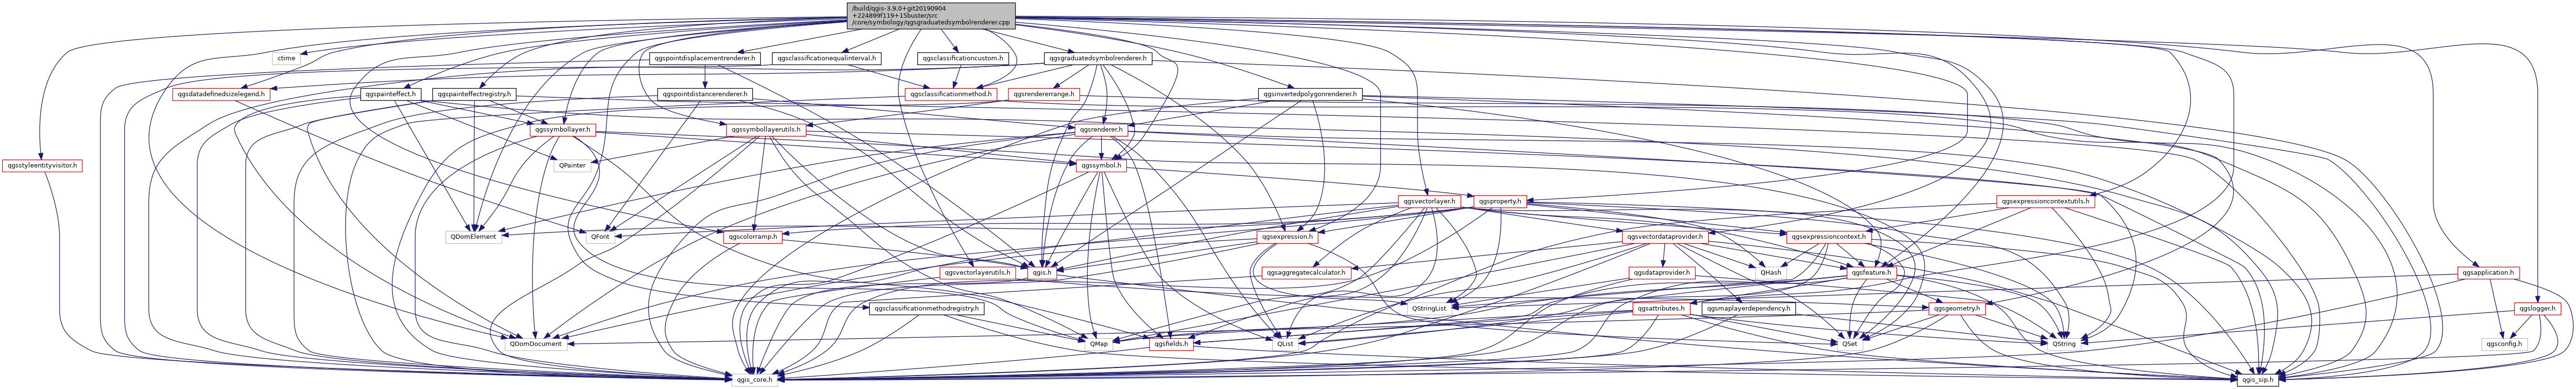 /build/qgis-3.9.0+git20190904
+224899f119+15buster/src
/core/symbology/qgsgraduatedsymbolrenderer.cpp
ctime
qgspointdisplacementrenderer.h
qgsclassificationequalinterval.h
qgsclassificationcustom.h
qgsgraduatedsymbolrenderer.h
qgsdatadefinedsizelegend.h
qgspainteffect.h
qgspainteffectregistry.h
qgspointdistancerenderer.h
qgsclassificationmethod.h
qgsrendererrange.h
qgsinvertedpolygonrenderer.h
qgssymbollayer.h
qgssymbollayerutils.h
qgsrenderer.h
qgsstyleentityvisitor.h
QPainter
qgssymbol.h
qgsvectorlayer.h
qgsproperty.h
qgsexpressioncontextutils.h
QDomElement
QFont
qgscolorramp.h
qgsexpression.h
qgsvectordataprovider.h
qgsexpressioncontext.h
qgsvectorlayerutils.h
qgis.h
qgsaggregatecalculator.h
qgsdataprovider.h
QHash
qgsfeature.h
qgsapplication.h
qgsclassificationmethodregistry.h
QStringList
qgsattributes.h
qgsmaplayerdependency.h
qgsgeometry.h
qgslogger.h
QDomDocument
QMap
qgsfields.h
QList
QSet
QString
qgsconfig.h
qgis_core.h
qgis_sip.h